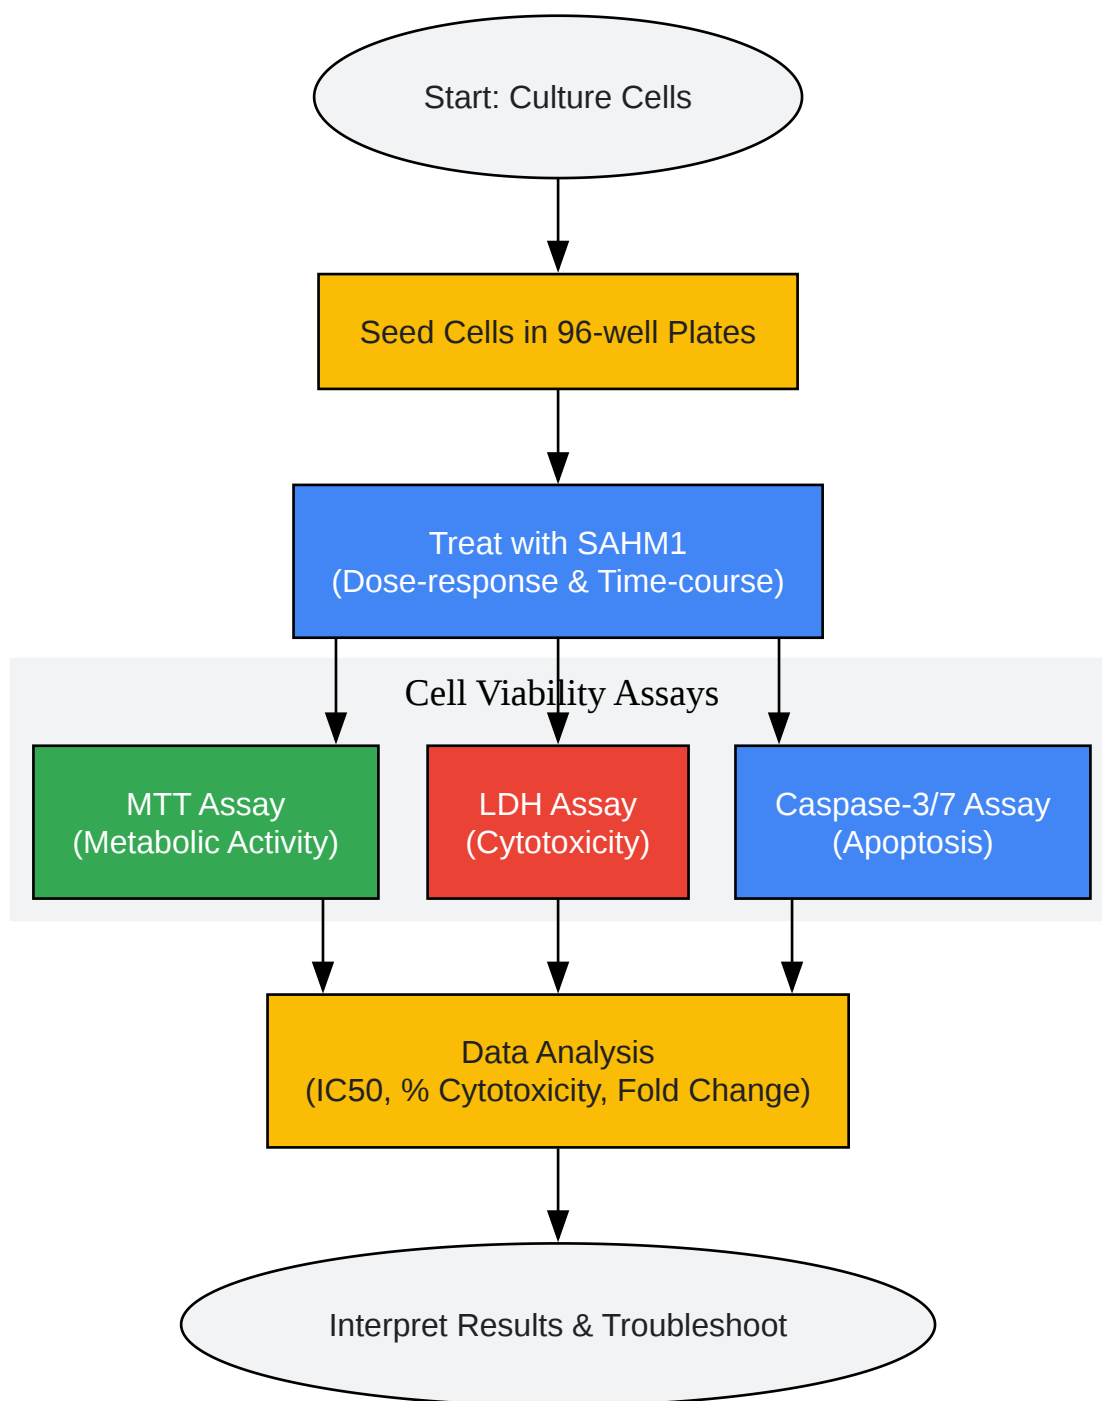 Start: Culture Cells
Seed Cells in 96-well Plates
Treat with SAHM1
(Dose-response & Time-course)
Cell Viability Assays
MTT Assay
(Metabolic Activity)
LDH Assay
(Cytotoxicity)
Caspase-3/7 Assay
(Apoptosis)
Data Analysis
(IC50, % Cytotoxicity, Fold Change)
Interpret Results & Troubleshoot